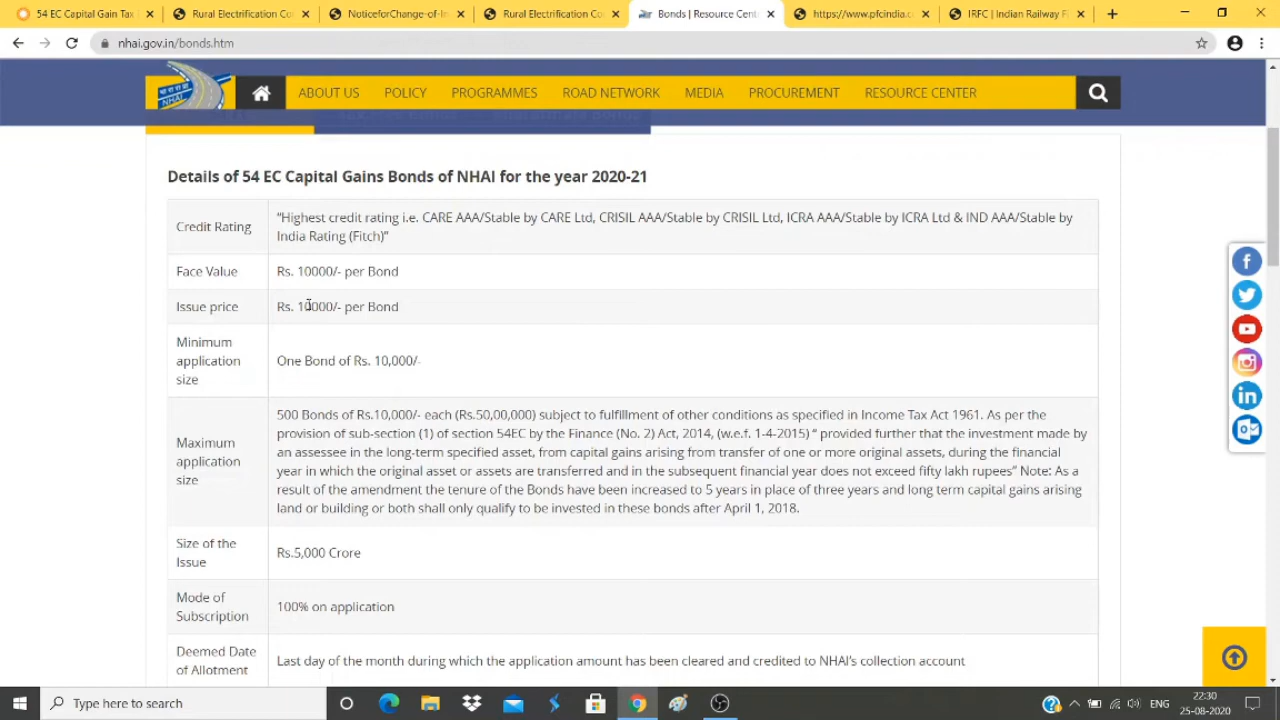 54 EC Capital Gain Tax
Rural Electrification Co
NoticeforChange-of-In
Rural Electrification Co
Bonds | Resource Cent
https://www.pfcindia.c
IRFC | Indian Railway F
nhai.gov.in/bonds.htm
NHAI
ABOUT US
POLICY
PROGRAMMES
ROAD NETWORK
MEDIA
PROCUREMENT
RESOURCE CENTER
Details of 54 EC Capital Gains Bonds of NHAI for the year 2020-21
Credit Rating
"Highest credit rating i.e. CARE AAA/Stable by CARE Ltd, CRISIL AAA/Stable by CRISIL Ltd, ICRA AAA/Stable by ICRA Ltd & IND AAA/Stable by
India Rating (Fitch)"
Face Value
Rs. 10000/- per Bond
Issue price
Rs. 10000/- per Bond
Minimum
application
size
One Bond of Rs. 10,000/-
Maximum
application
size
500 Bonds of Rs.10,000/- each (Rs.50,00,000) subject to fulfillment of other conditions as specified in Income Tax Act 1961. As per the
provision of sub-section (1) of section 54EC by the Finance (No. 2) Act, 2014, (w.e.f. 1-4-2015) " provided further that the investment made by
an assessee in the long-term specified asset, from capital gains arising from transfer of one or more original assets, during the financial
year in which the original asset or assets are transferred and in the subsequent financial year does not exceed fifty lakh rupees" Note: As a
result of the amendment the tenure of the Bonds have been increased to 5 years in place of three years and long term capital gains arising
land or building or both shall only qualify to be invested in these bonds after April 1, 2018.
Size of the
Issue
Rs.5,000 Crore
Mode of
Subscription
100% on application
Deemed Date
of Allotment
Last day of the month during which the application amount has been cleared and credited to NHAI's collection account
Type here to search
ENG
22:30
25-08-2020